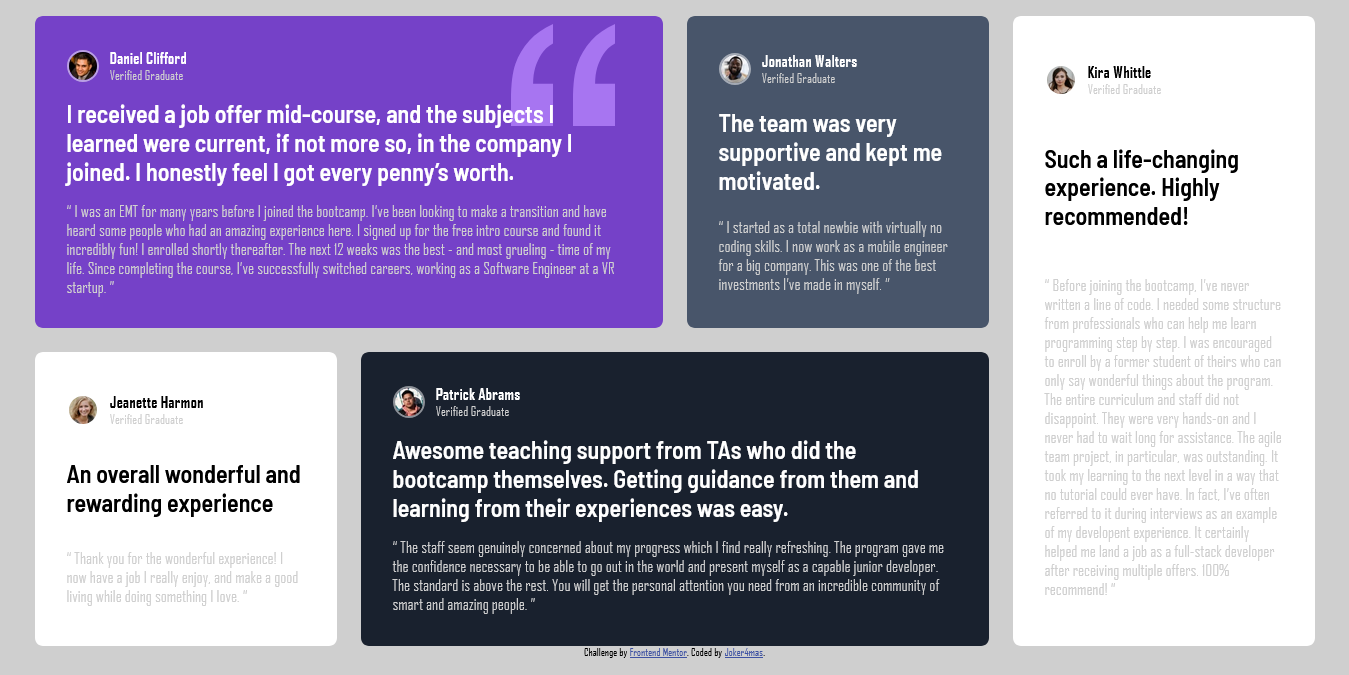 Daniel Clifford
Verified Graduate
I received a job offer mid-course, and the subjects I
learned were current, if not more so, in the company I
joined. I honestly feel I got every penny’s worth.
“ I was an EMT for many years before I joined the bootcamp. I’ve been looking to make a transition and have
heard some people who had an amazing experience here. I signed up for the free intro course and found it
incredibly fun! I enrolled shortly thereafter. The next 12 weeks was the best - and most grueling - time of my
life. Since completing the course, I’ve successfully switched careers, working as a Software Engineer at a VR
startup. ”
Jonathan Walters
Verified Graduate
The team was very
supportive and kept me
motivated.
“ I started as a total newbie with virtually no
coding skills. I now work as a mobile engineer
for a big company. This was one of the best
investments I’ve made in myself. ”
Kira Whittle
Verified Graduate
Such a life-changing
experience. Highly
recommended!
“ Before joining the bootcamp, I’ve never
written a line of code. I needed some structure
from professionals who can help me learn
programming step by step. I was encouraged
to enroll by a former student of theirs who can
only say wonderful things about the program.
The entire curriculum and staff did not
disappoint. They were very hands-on and I
never had to wait long for assistance. The agile
team project, in particular, was outstanding. It
took my learning to the next level in a way that
no tutorial could ever have. In fact, I’ve often
referred to it during interviews as an example
of my developent experience. It certainly
helped me land a job as a full-stack developer
after receiving multiple offers. 100%
recommend! “
Jeanette Harmon
Verified Graduate
An overall wonderful and
rewarding experience
“ Thank you for the wonderful experience! I
now have a job I really enjoy, and make a good
living while doing something I love. ”
Patrick Abrams
Verified Graduate
Awesome teaching support from TAs who did the
bootcamp themselves. Getting guidance from them and
learning from their experiences was easy.
“ The staff seem genuinely concerned about my progress which I find really refreshing. The program gave me
the confidence necessary to be able to go out in the world and present myself as a capable junior developer.
The standard is above the rest. You will get the personal attention you need from an incredible community of
smart and amazing people. ”
Challenge by Frontend Mentor. Coded by Joker4mas.